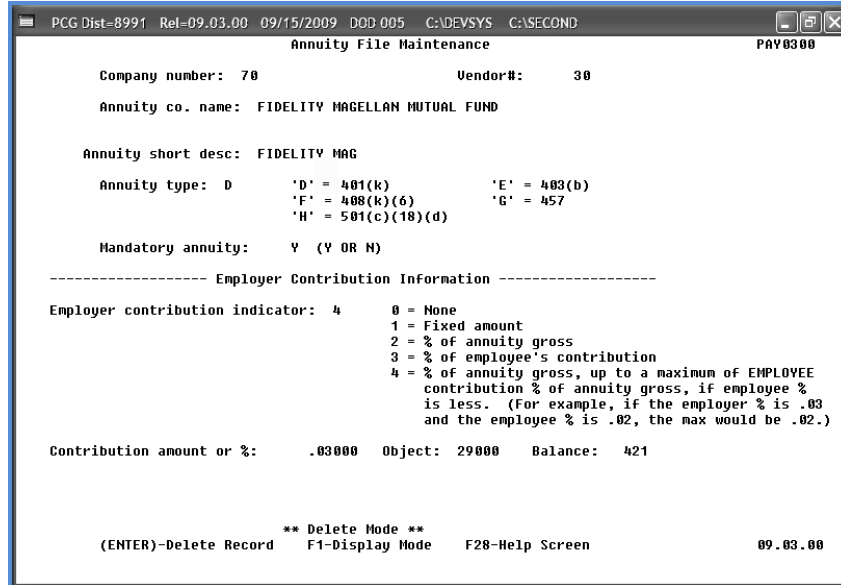 PCG Dist=8991 Rel=09.03.00 09/15/2009 DOD 005 C:\DEVSYS C:\SECOND
Annuity File Maintenance PAY0300
Company number: 70 Vendor#: 30
Annuity co. name: FIDELITY MAGELLAN MUTUAL FUND
Annuity short desc: FIDELITY MAG
Annuity type: D 'D' = 401(k) 'E' = 403(b)
'F' = 408(k)(6) 'G' = 457
'H' = 501(c)(18)(d)
Mandatory annuity: Y (Y OR N)
------------------- Employer Contribution Information -------------------
Employer contribution indicator: 4 0 = None
1 = Fixed amount
2 = % of annuity gross
3 = % of employee's contribution
4 = % of annuity gross, up to a maximum of EMPLOYEE
contribution % of annuity gross, if employee %
is less. (For example, if the employer % is .03
and the employee % is .02, the max would be .02.)
Contribution amount or %: .03000 Object: 29000 Balance: 421
** Delete Mode **
(ENTER)-Delete Record F1-Display Mode F28-Help Screen 09.03.00